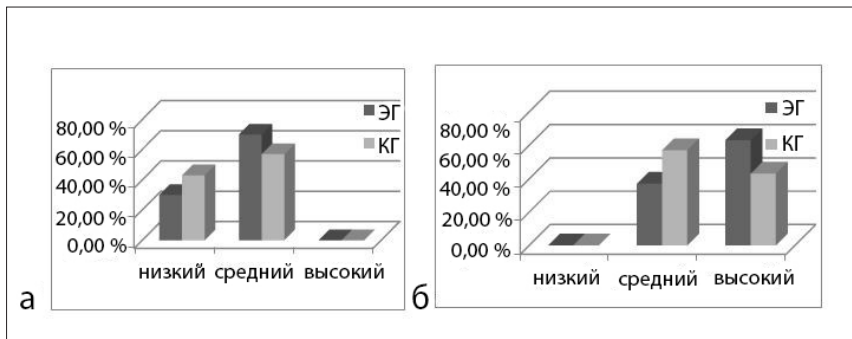 ЭГ
КГ
80,00 %
60,00 %
40,00 %
20,00 %
0,00 %
низкий средний высокий
а
ЭГ
КГ
80,00 %
60,00 %
40,00 %
20,00 %
0,00 %
низкий средний высокий
б